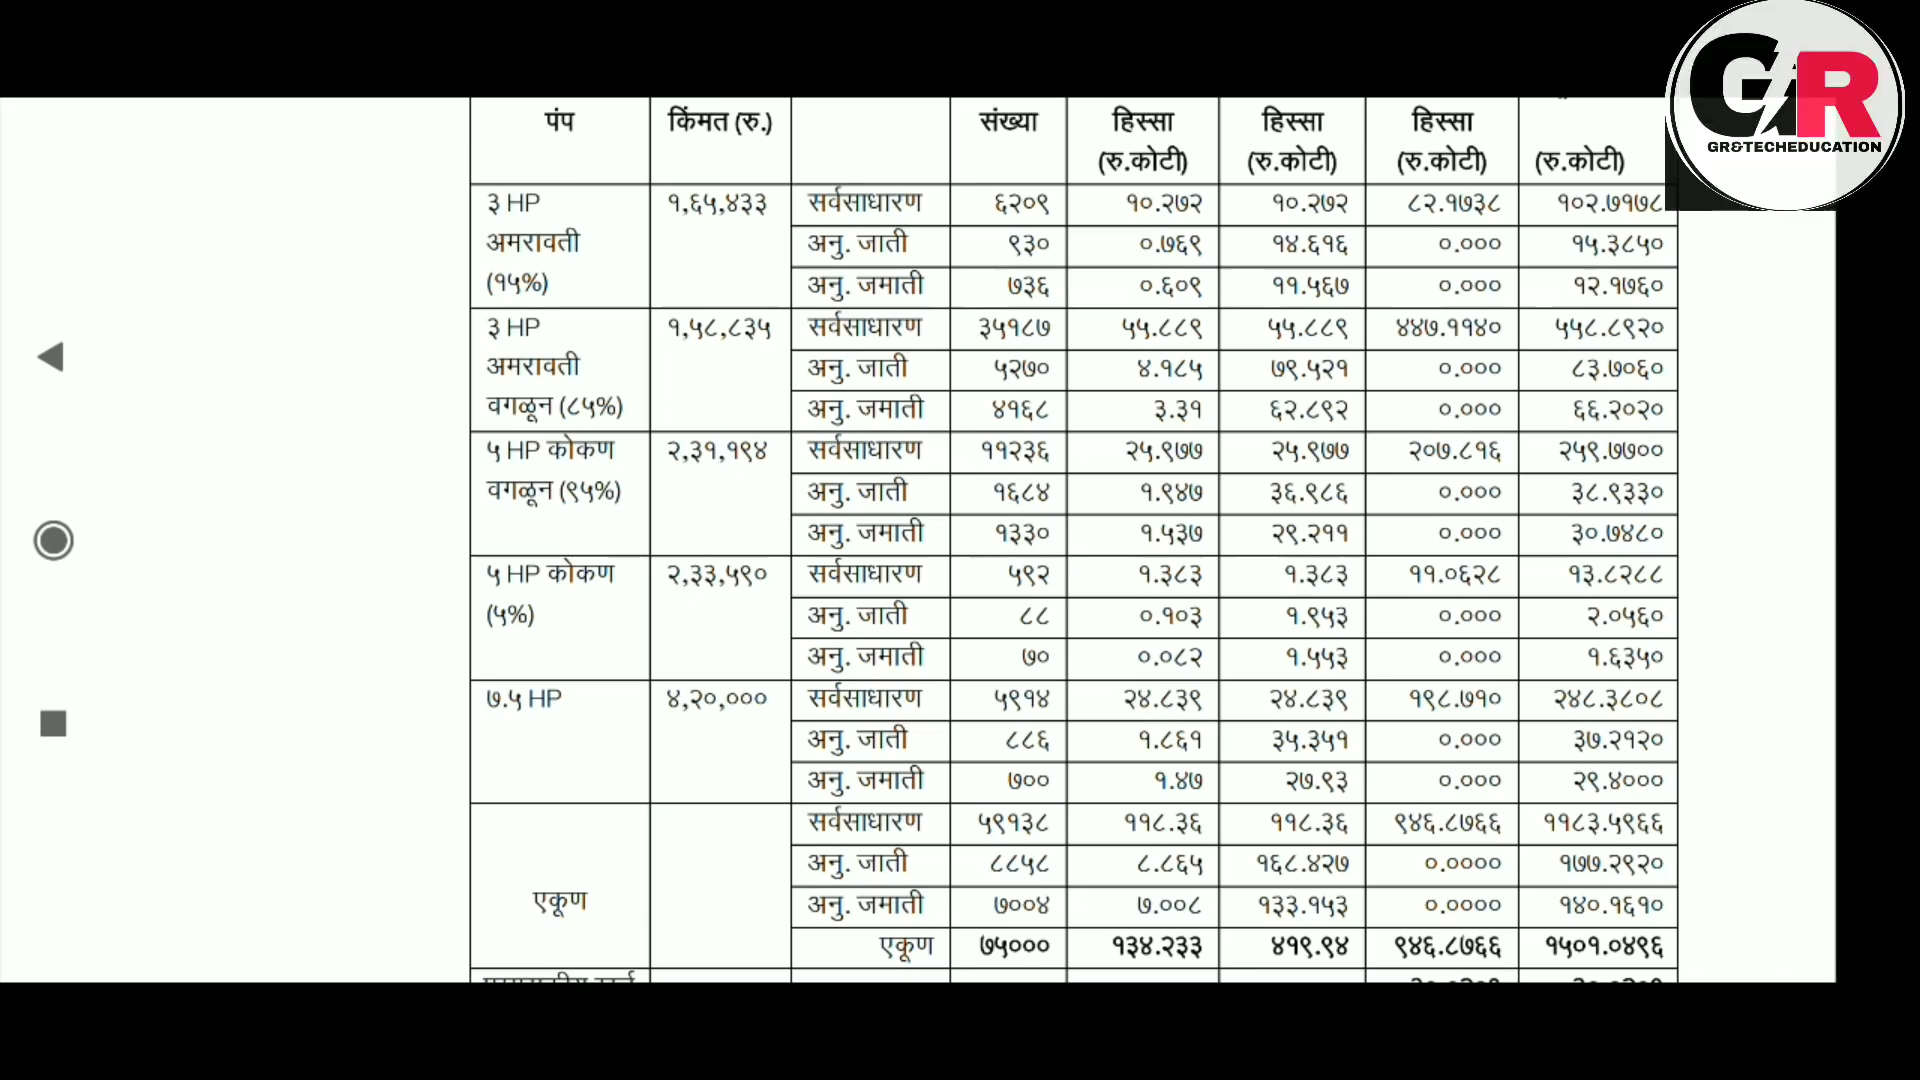 GR
GR&TECHEDUCATION
पंप किंमत (रु.) संख्या हिस्सा हिस्सा हिस्सा
(रु.कोटी) (रु.कोटी) (रु.कोटी) (रु.कोटी)
३ HP १,६५,४३३ सर्वसाधारण ६२०९ १०.२७२ १०.२७२ ८२.१७३८ १०२.७१७८
अमरावती अनु. जाती ९३० ०.७६९ १४.६१६ ०.००० १५.३८५०
(१५%) अनु. जमाती ७३६ ०.६०९ ११.५६७ ०.००० १२.१७६०
३ HP १,५८,८३५ सर्वसाधारण ३५१८७ ५५.८८९ ५५.८८९ ४४७.११४० ५५८.८९२०
अमरावती अनु. जाती ५२७० ४.१८५ ७९.५२१ ०.००० ८३.७०६०
वगळून (८५%) अनु. जमाती ४१६८ ३.३१ ६२.८९२ ०.००० ६६.२०२०
५ HP कोकण २,३१,१९४ सर्वसाधारण ११२३६ २५.९७७ २५.९७७ २०७.८१६ २५९.७७००
वगळून (९५%) अनु. जाती १६८४ १.९४७ ३६.९८६ ०.००० ३८.९३३०
अनु. जमाती १३३० १.५३७ २९.२११ ०.००० ३०.७४८०
५ HP कोकण २,३३,५९० सर्वसाधारण ५९२ १.३८३ १.३८३ ११.०६२८ १३.८२८८
(५%) अनु. जाती ८८ ०.१०३ १.९५३ ०.००० २.०५६०
अनु. जमाती ७० ०.०८२ १.५५३ ०.००० १.६३५०
७.५ HP ४,२०,००० सर्वसाधारण ५९१४ २४.८३९ २४.८३९ १९८.७१० २४८.३८०८
अनु. जाती ८८६ १.८६१ ३५.३५१ ०.००० ३७.२१२०
अनु. जमाती ७०० १.४७ २७.९३ ०.००० २९.४०००
सर्वसाधारण ५९१३८ ११८.३६ ११८.३६ ९४६.८७६६ ११८३.५९६६
अनु. जाती ८८५८ ८.८६५ १६८.४२७ ०.०००० १७७.२९२०
एकूण अनु. जमाती ७००४ ७.००८ १३३.१५३ ०.०००० १४०.१६१०
एकूण ७५००० १३४.२३३ ४१९.९४ ९४६.८७६६ १५०१.०४९६